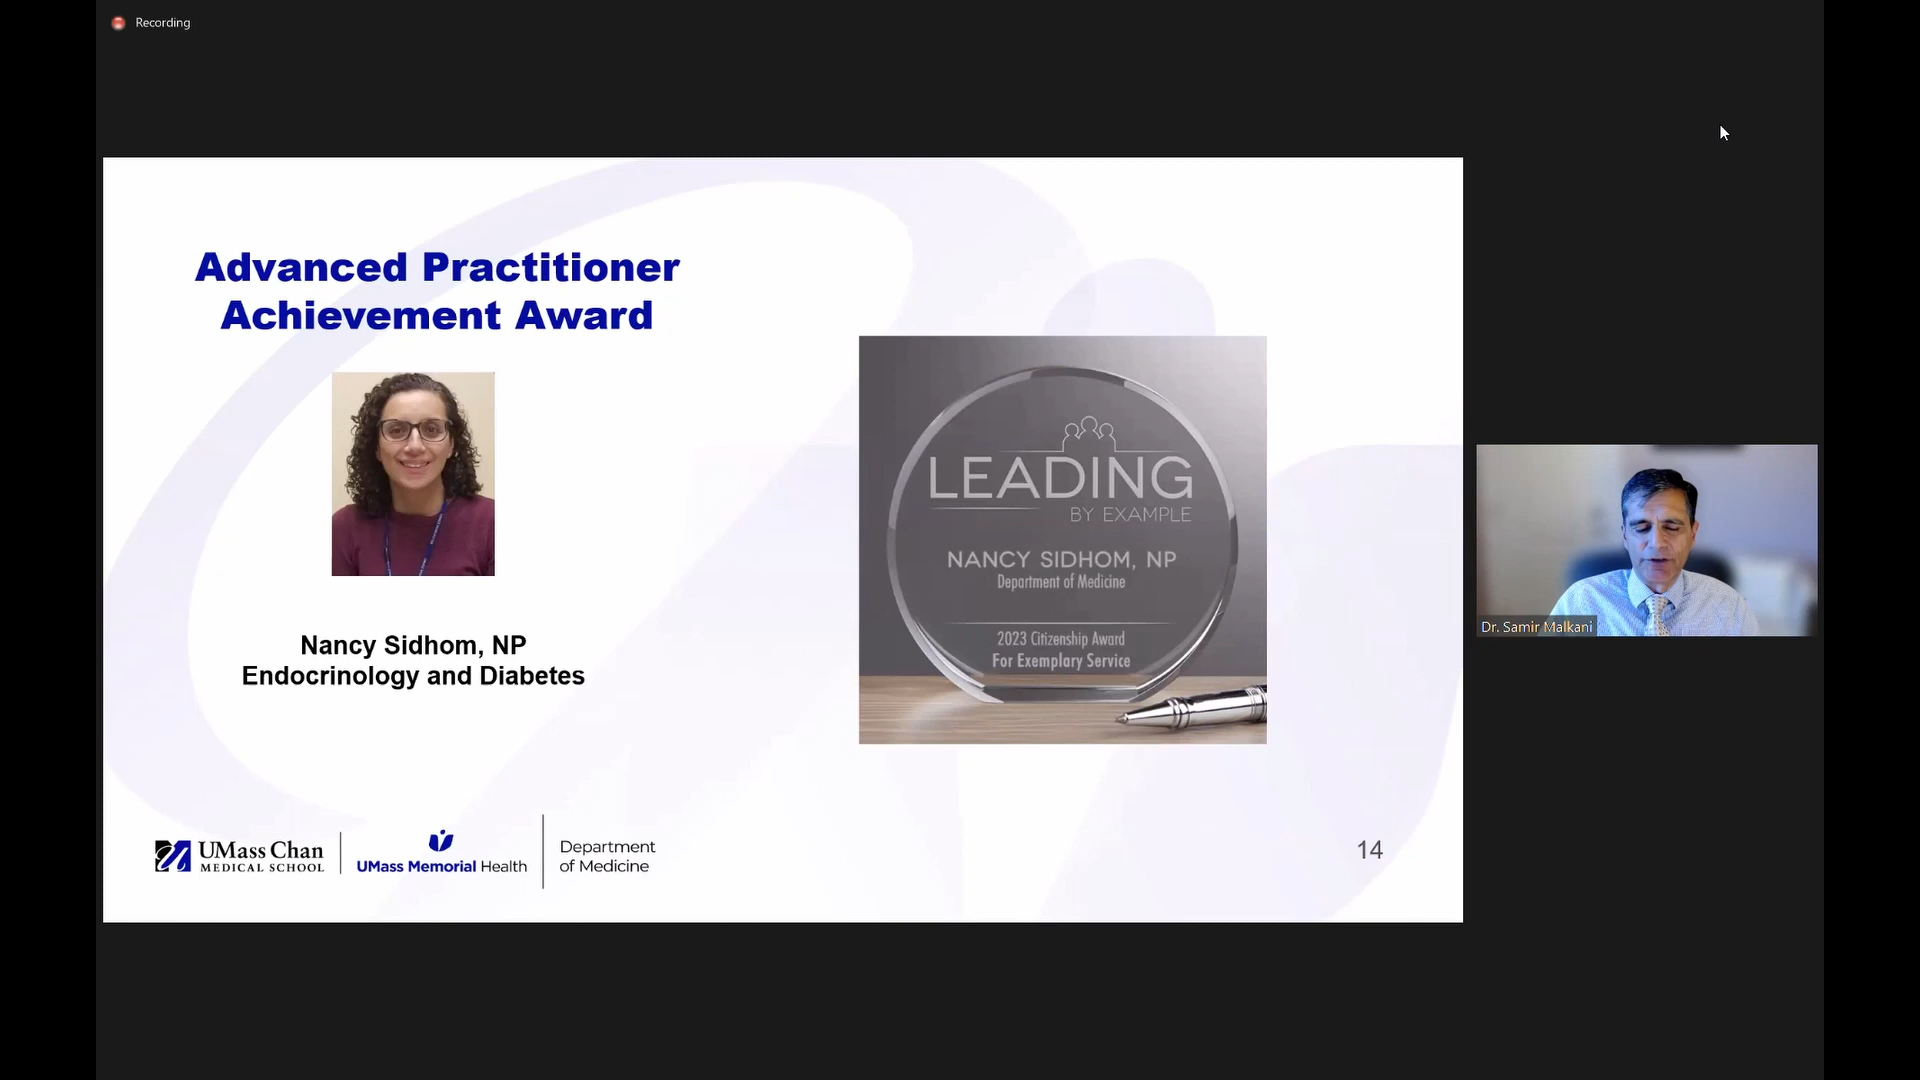 Recording
Advanced Practitioner
Achievement Award
Nancy Sidhom, NP
Endocrinology and Diabetes
LEADING
BY EXAMPLE
NANCY SIDHOM, NP
Department of Medicine
2023 Citizenship Award
For Exemplary Service
UMass Chan
MEDICAL SCHOOL
UMass Memorial Health
Department
of Medicine
14
Dr. Samir Malkani